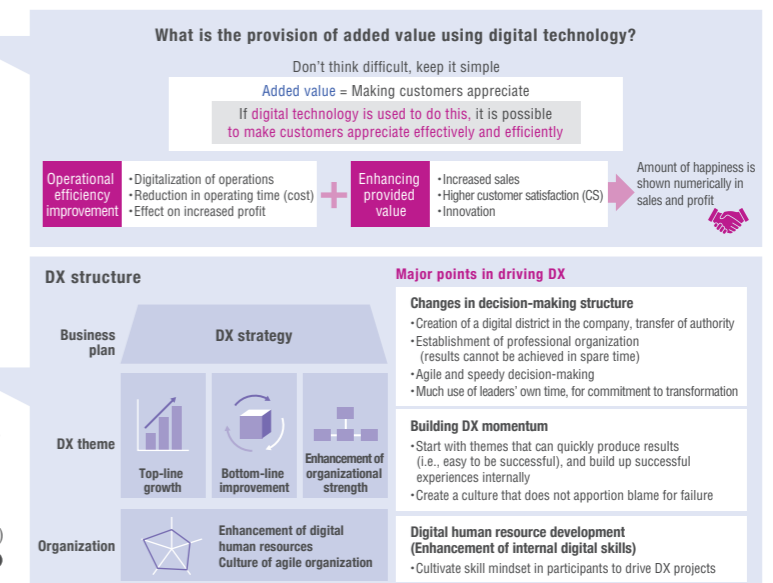 What is the provision of added value using digital technology?
Don't think difficult, keep it simple
Added value = Making customers appreciate
If digital technology is used to do this, it is possible
to make customers appreciate effectively and efficiently
Operational
efficiency
improvement
•Digitalization of operations
•Reduction in operating time (cost)
•Effect on increased profit
+
Enhancing
provided
value
•Increased sales
•Higher customer satisfaction (CS)
•Innovation
Amount of happiness is
shown numerically in
sales and profit
DX structure
Business
plan
DX strategy
DX theme
Top-line
growth
Bottom-line
improvement
Enhancement of
organizational
strength
Organization
Enhancement of digital
human resources
Culture of agile organization
Major points in driving DX
Changes in decision-making structure
•Creation of a digital district in the company, transfer of authority
•Establishment of professional organization
(results cannot be achieved in spare time)
•Agile and speedy decision-making
•Much use of leaders' own time, for commitment to transformation
Building DX momentum
•Start with themes that can quickly produce results
(i.e., easy to be successful), and build up successful
experiences internally
•Create a culture that does not apportion blame for failure
Digital human resource development
(Enhancement of internal digital skills)
•Cultivate skill mindset in participants to drive DX projects
)